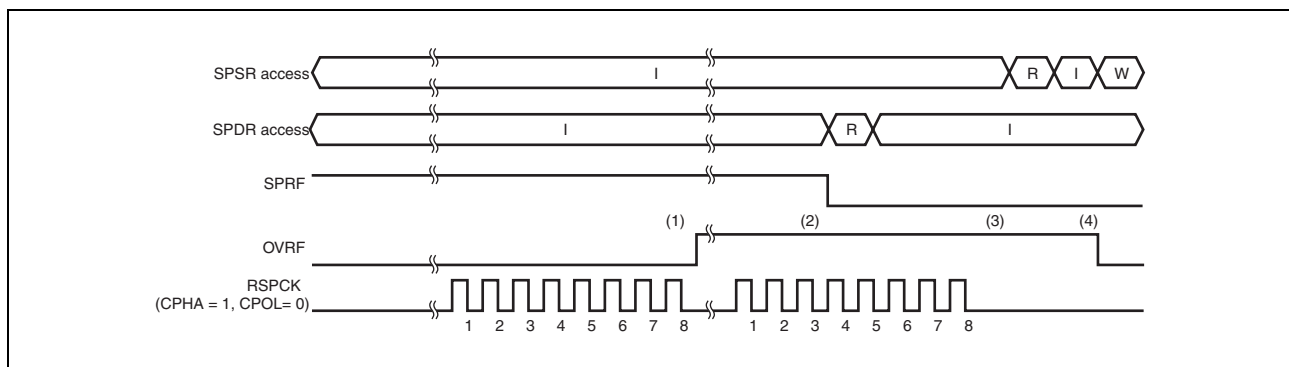 SPSR access I R I W
SPDR access I R I
SPRF
(1) (2) (3) (4)
OVRF
RSPCK
(CPHA = 1, CPOL= 0)
1 2 3 4 5 6 7 8 1 2 3 4 5 6 7 8